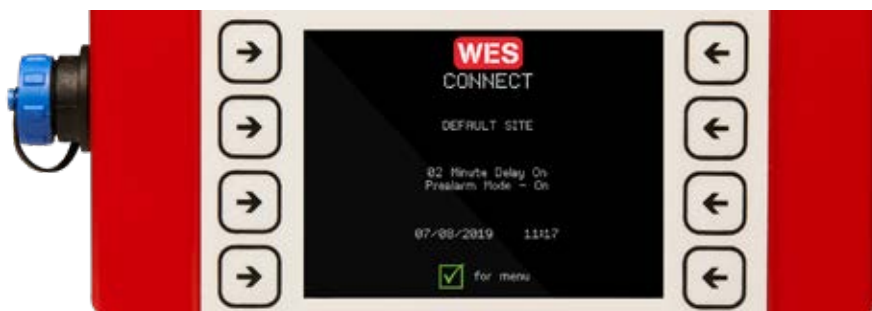 WES
CONNECT
DEFAULT SITE
02 Minute Delay On
Prealarm Mode - On
07/08/2019 11:17
for menu